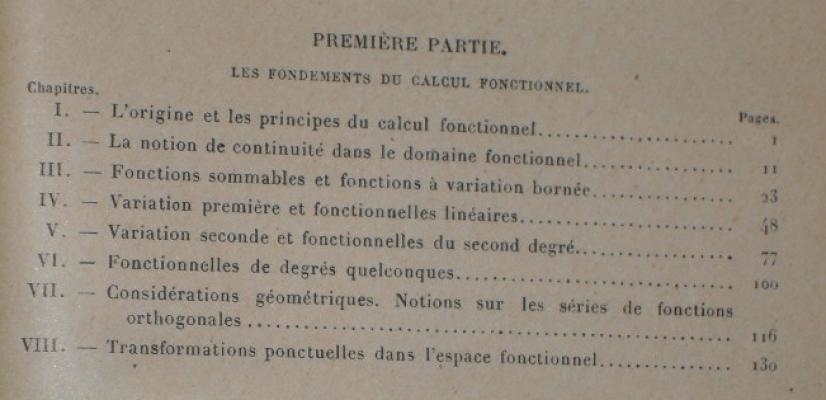 PREMIÈRE PARTIE.
LES FONDEMENTS DU CALCUL FONCTIONNEL.
Chapitres. Pages.
I. — L'origine et les principes du calcul fonctionnel........................ 1
II. — La notion de continuité dans le domaine fonctionnel.................. 11
III. — Fonctions sommables et fonctions à variation bornée................. 23
IV. — Variation première et fonctionnelles linéaires......................... 48
V. — Variation seconde et fonctionnelles du second degré.................. 77
VI. — Fonctionnelles de degrés quelconques............................... 100
VII. — Considérations géométriques. Notions sur les séries de fonctions
orthogonales ...................................................... 116
VIII. — Transformations ponctuelles dans l'espace fonctionnel................ 130